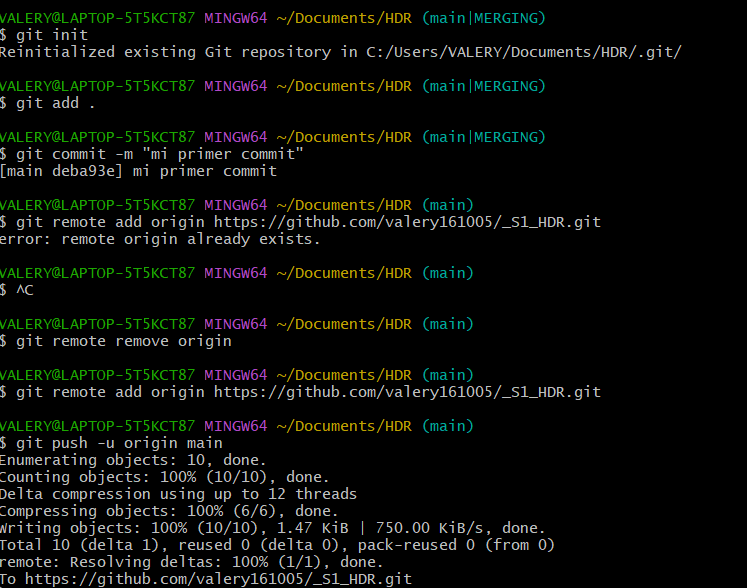 VALERY@LAPTOP-5T5KCT87 MINGW64 ~/Documents/HDR (main|MERGING)
$ git init
Reinitialized existing Git repository in C:/Users/VALERY/Documents/HDR/.git/

VALERY@LAPTOP-5T5KCT87 MINGW64 ~/Documents/HDR (main|MERGING)
$ git add .

VALERY@LAPTOP-5T5KCT87 MINGW64 ~/Documents/HDR (main|MERGING)
$ git commit -m "mi primer commit"
[main deba93e] mi primer commit

VALERY@LAPTOP-5T5KCT87 MINGW64 ~/Documents/HDR (main)
$ git remote add origin https://github.com/valery161005/_S1_HDR.git
error: remote origin already exists.

VALERY@LAPTOP-5T5KCT87 MINGW64 ~/Documents/HDR (main)
$ ^C

VALERY@LAPTOP-5T5KCT87 MINGW64 ~/Documents/HDR (main)
$ git remote remove origin

VALERY@LAPTOP-5T5KCT87 MINGW64 ~/Documents/HDR (main)
$ git remote add origin https://github.com/valery161005/_S1_HDR.git

VALERY@LAPTOP-5T5KCT87 MINGW64 ~/Documents/HDR (main)
$ git push -u origin main
Enumerating objects: 10, done.
Counting objects: 100% (10/10), done.
Delta compression using up to 12 threads
Compressing objects: 100% (6/6), done.
Writing objects: 100% (10/10), 1.47 KiB | 750.00 KiB/s, done.
Total 10 (delta 1), reused 0 (delta 0), pack-reused 0 (from 0)
remote: Resolving deltas: 100% (1/1), done.
To https://github.com/valery161005/_S1_HDR.git